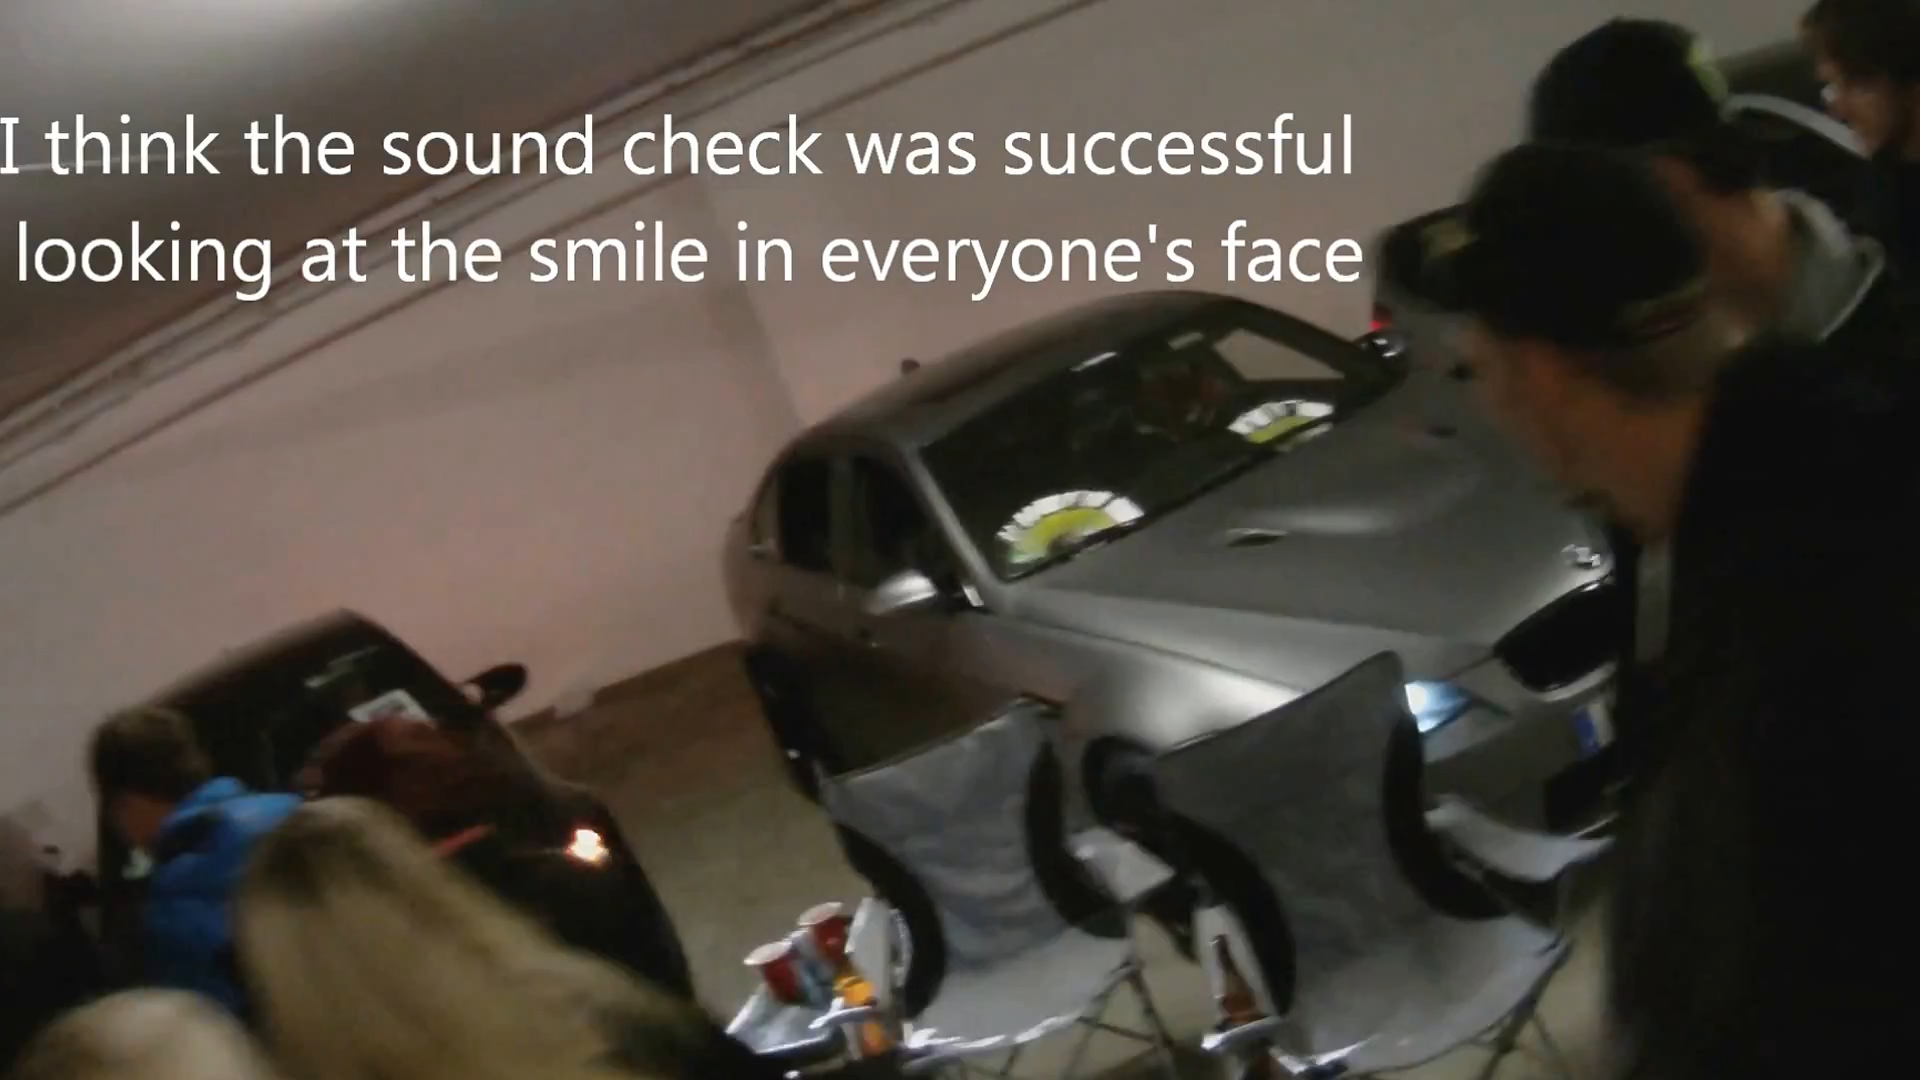 I think the sound check was successful
looking at the smile in everyone's face